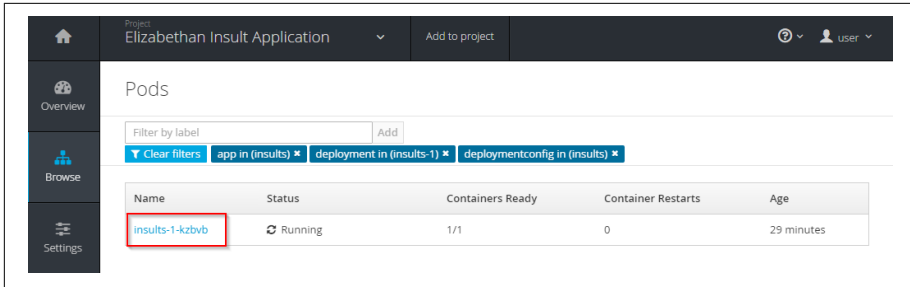 Project
Elizabethan Insult Application
Add to project
user
Overview
Pods
Filter by label
Add
Clear filters
app in (insults) ×
deployment in (insults-1) ×
deploymentconfig in (insults) ×
Browse
Name Status Containers Ready Container Restarts Age
insults-1-kzbvb Running 1/1 0 29 minutes
Settings